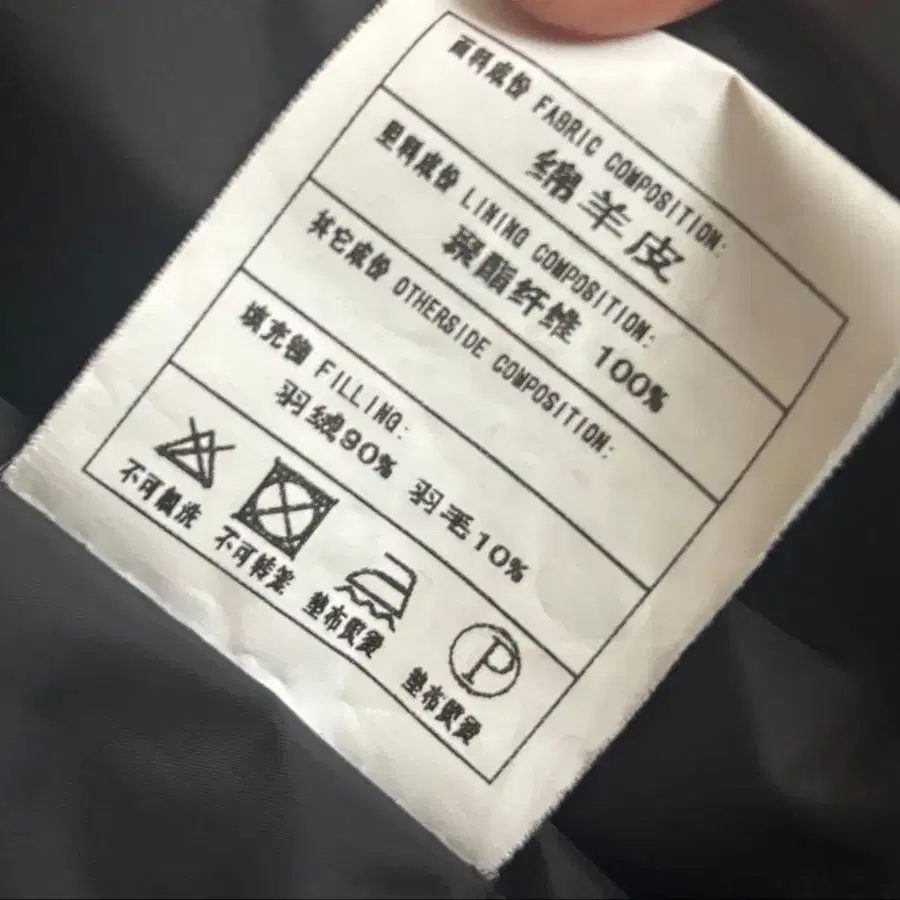 面料成份 FABRIC COMPOSITION:
绵羊皮
里料成份 LINING COMPOSITION:
聚酯纤维 100%
其它成份 OTHERSIDE COMPOSITION:
填充物 FILLING:
羽绒90% 羽毛10%
不可氯洗 不可转笼 垫布熨烫 垫布熨烫
P